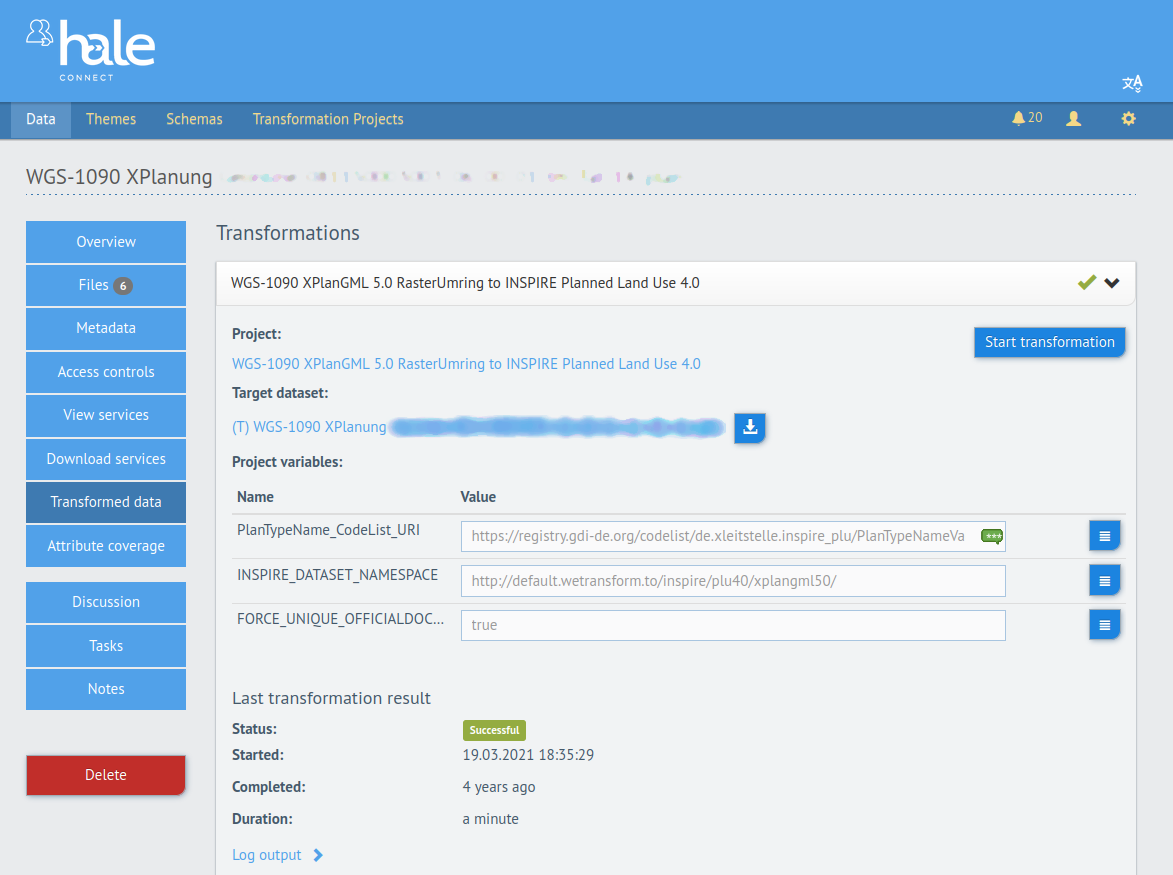 hale
CONNECT
Data Themes Schemas Transformation Projects 20
WGS-1090 XPlanung
Overview
Files 6
Metadata
Access controls
View services
Download services
Transformed data
Attribute coverage
Discussion
Tasks
Notes
Delete
Transformations
WGS-1090 XPlanGML 5.0 RasterUmring to INSPIRE Planned Land Use 4.0
Project:
Start transformation
WGS-1090 XPlanGML 5.0 RasterUmring to INSPIRE Planned Land Use 4.0
Target dataset:
(T) WGS-1090 XPlanung
Project variables:
Name Value
PlanTypeName_CodeList_URI https://registry.gdi-de.org/codelist/de.xleitstelle.inspire_plu/PlanTypeNameVa
INSPIRE_DATASET_NAMESPACE http://default.wetransform.to/inspire/plu40/xplangml50/
FORCE_UNIQUE_OFFICIALDOC... true
Last transformation result
Status: Successful
Started: 19.03.2021 18:35:29
Completed: 4 years ago
Duration: a minute
Log output